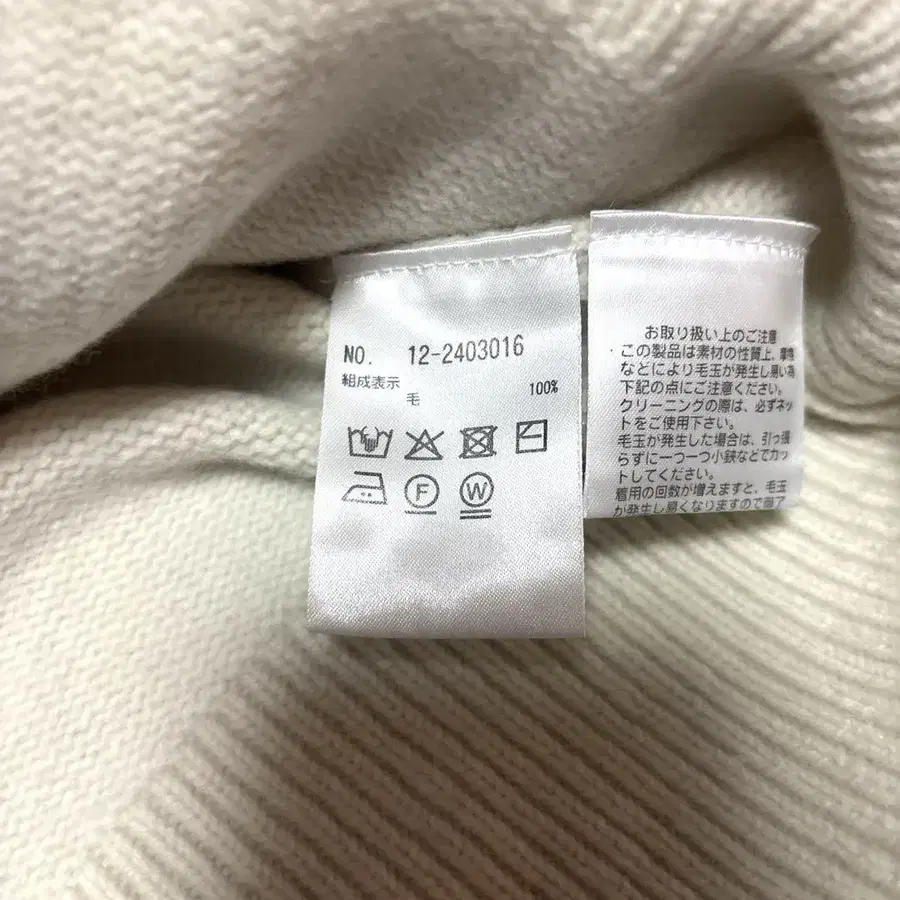 NO. 12-2403016
組成表示
毛 100%
F
W
お取り扱い上のご注意
この製品は素材の性質上、摩擦
などにより毛玉が発生し易い為
下記の点にご注意ください。
クリーニングの際は、必ずネッ
トをご使用下さい。
毛玉が発生した場合は、引っ張
らずに一つつ小鋏などでカッ
トしてください。
着用の回数が増えますと、毛玉
が発生し易くなりますので